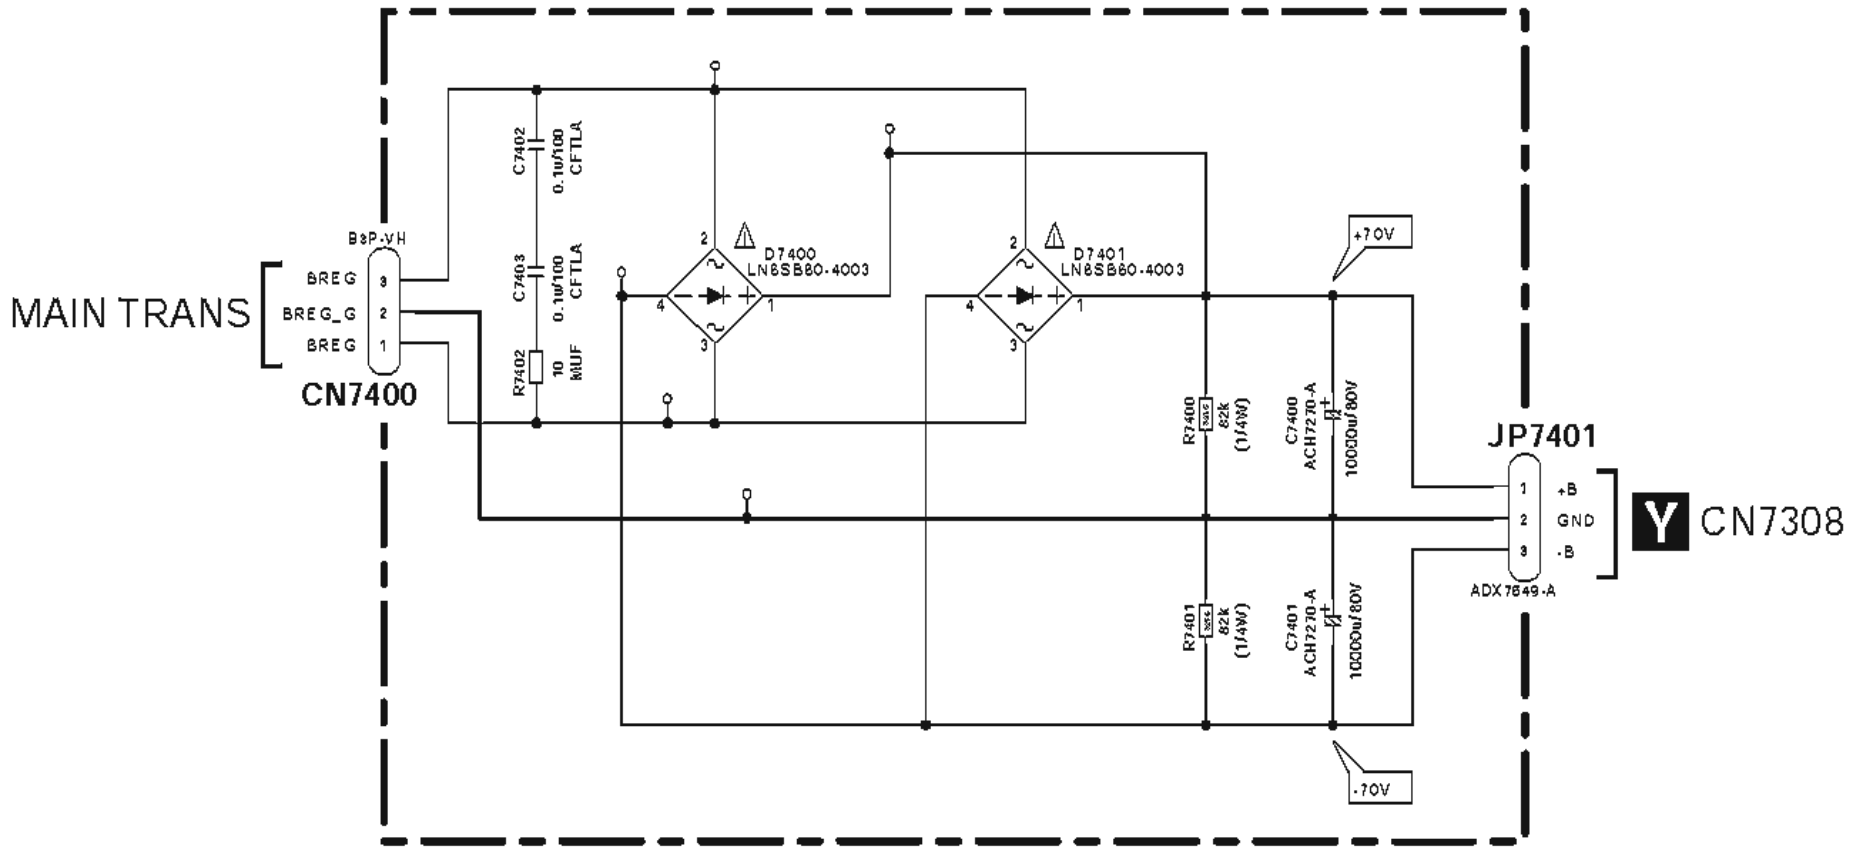 MAIN TRANS
B3P-VH
BREG 3
BREG_G 2
BREG 1
CN7400
C7402
0.1u/100
CFTLA
C7403
0.1u/100
CFTLA
R7402
10
MUF
2
D7400
LN6SB60-4003
4
1
3
2
D7401
LN6SB60-4003
4
1
3
+70V
R7400
82k
(1/4W)
C7400
ACH7270-A
10000u/80V
R7401
82k
(1/4W)
C7401
ACH7270-A
10000u/80V
-70V
JP7401
1 +B
2 GND
3 -B
ADX7649-A
Y CN7308